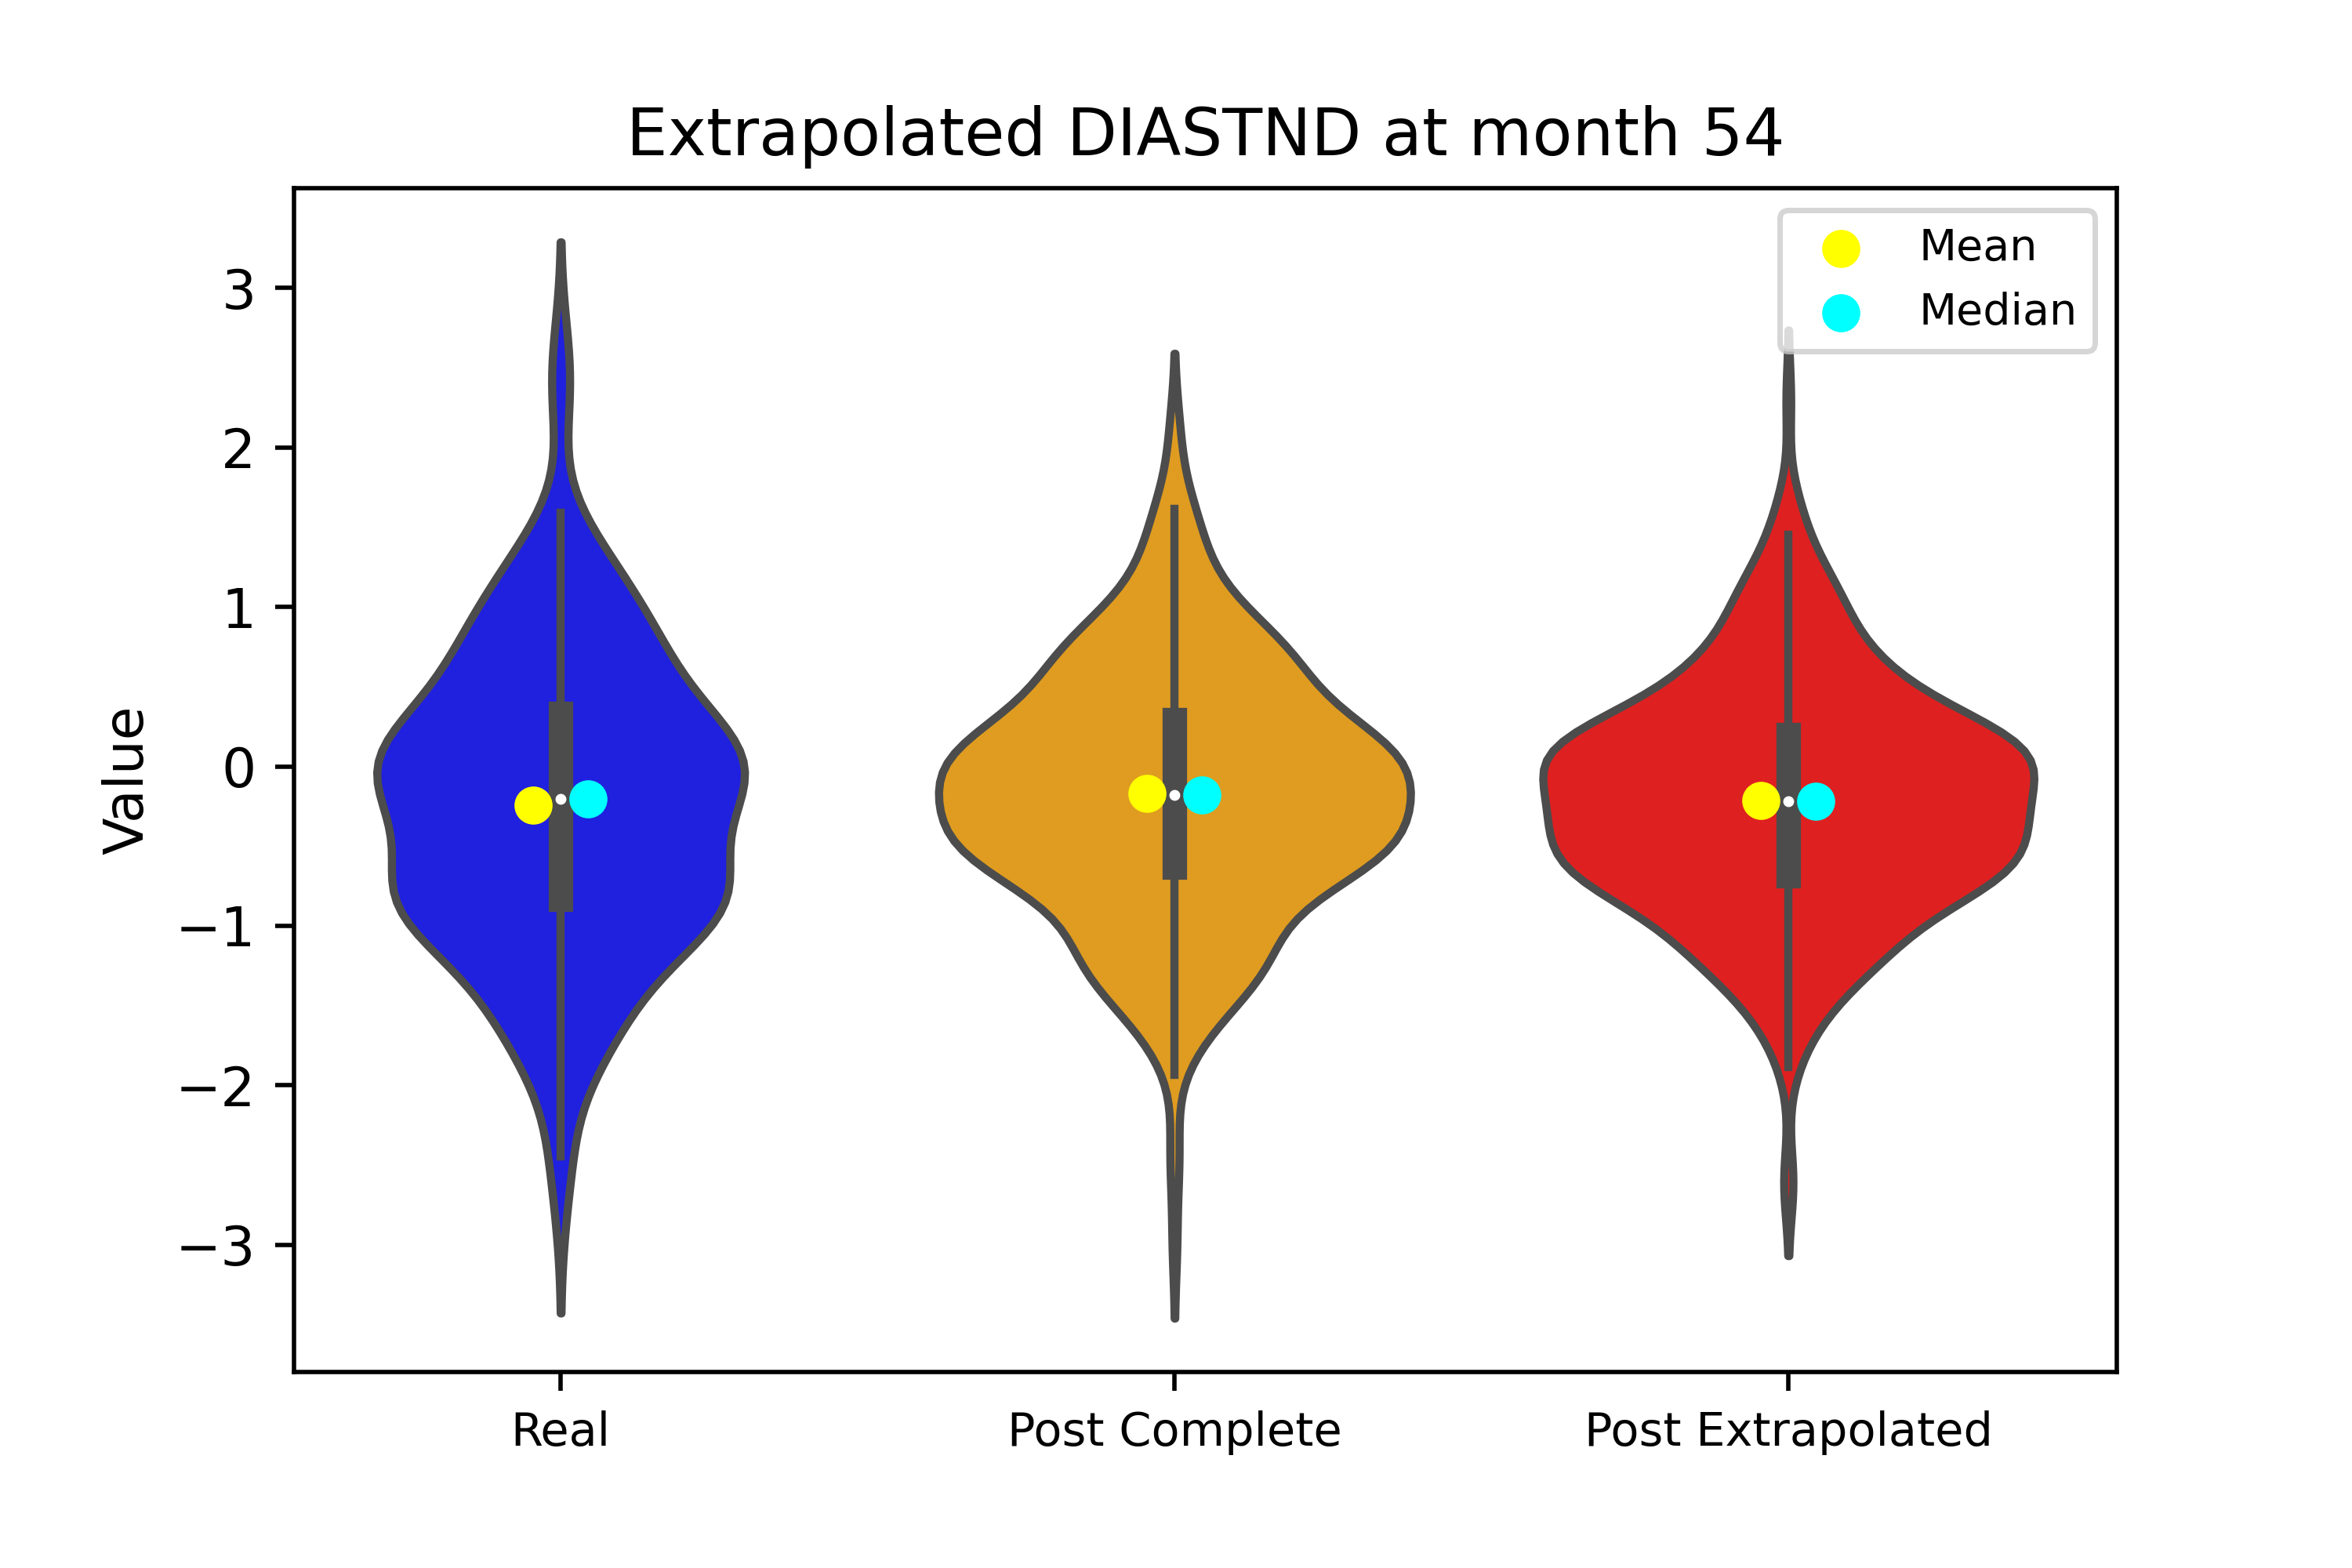 Extrapolated DIASTND at month 54
Mean
Median
Value
3
2
1
0
−1
−2
−3
Real
Post Complete
Post Extrapolated